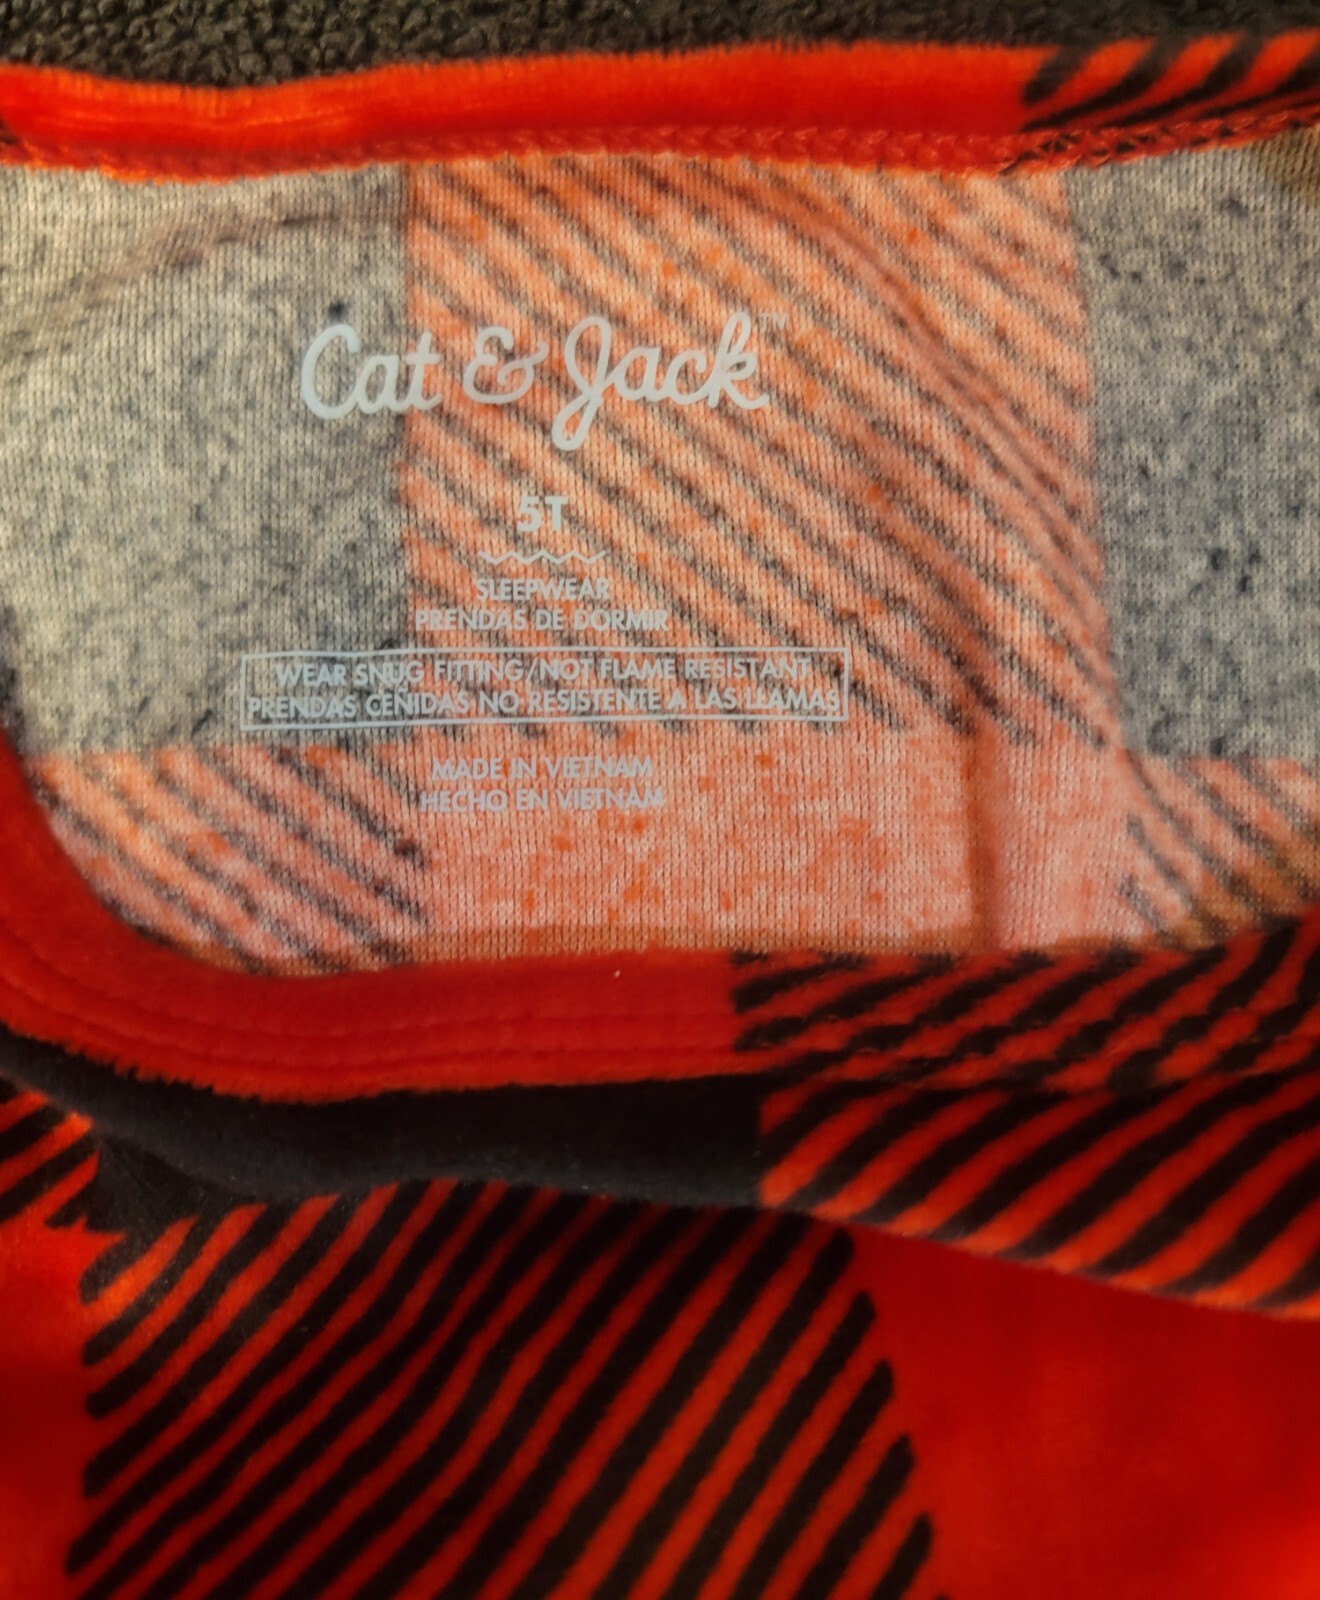 Cat & Jack™
5T
SLEEPWEAR
PRENDAS DE DORMIR
WEAR SNUG FITTING/NOT FLAME RESISTANT
PRENDAS CEÑIDAS NO RESISTENTE A LAS LLAMAS
MADE IN VIETNAM
HECHO EN VIETNAM